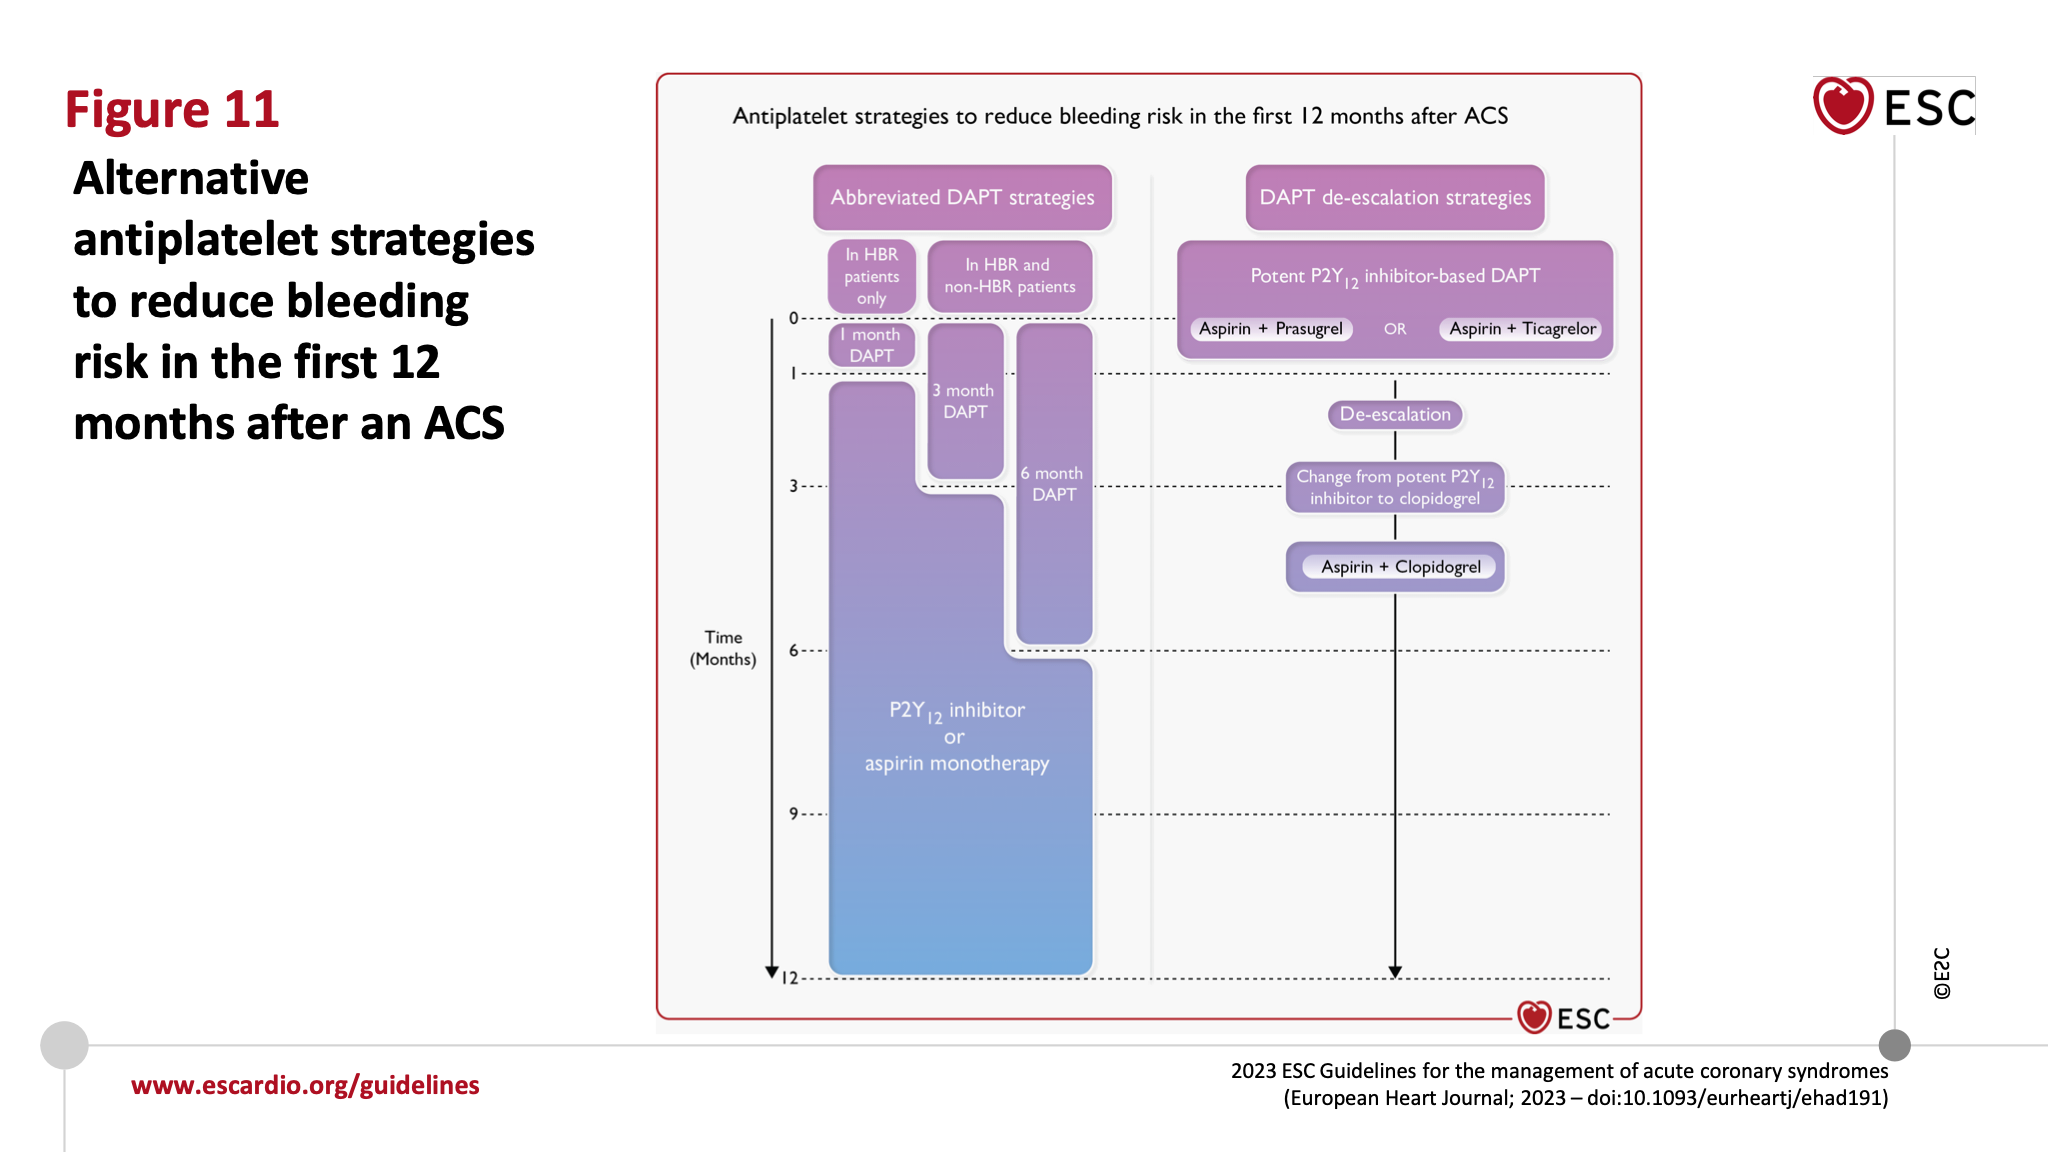 Figure 11
Alternative
antiplatelet strategies
to reduce bleeding
risk in the first 12
months after an ACS
ESC
Antiplatelet strategies to reduce bleeding risk in the first 12 months after ACS
Abbreviated DAPT strategies
In HBR
patients
only
In HBR and
non-HBR patients
1 month
DAPT
3 month
DAPT
6 month
DAPT
P2Y12 inhibitor
or
aspirin monotherapy
Time
(Months)
0
1
3
6
9
12
DAPT de-escalation strategies
Potent P2Y12 inhibitor-based DAPT
Aspirin + Prasugrel OR Aspirin + Ticagrelor
De-escalation
Change from potent P2Y12
inhibitor to clopidogrel
Aspirin + Clopidogrel
ESC
©ESC
www.escardio.org/guidelines
2023 ESC Guidelines for the management of acute coronary syndromes
(European Heart Journal; 2023 – doi:10.1093/eurheartj/ehad191)